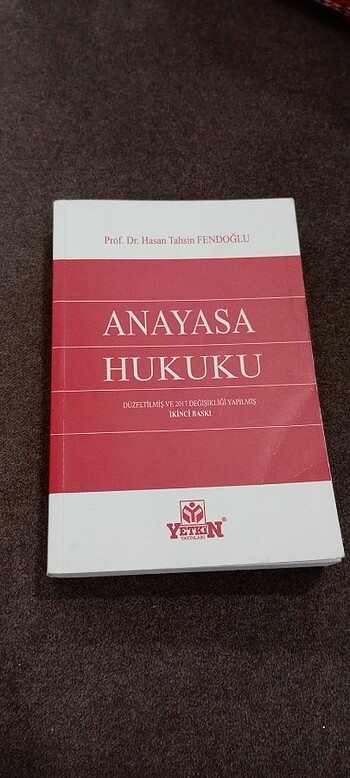 Prof. Dr. Hasan Tahsin FENDOĞLU
ANAYASA
HUKUKU
DÜZELTİLMİŞ VE 2017 DEĞİŞİKLİĞİ YAPILMIŞ
İKİNCİ BASKI
YETKİN®
YAYINLARI